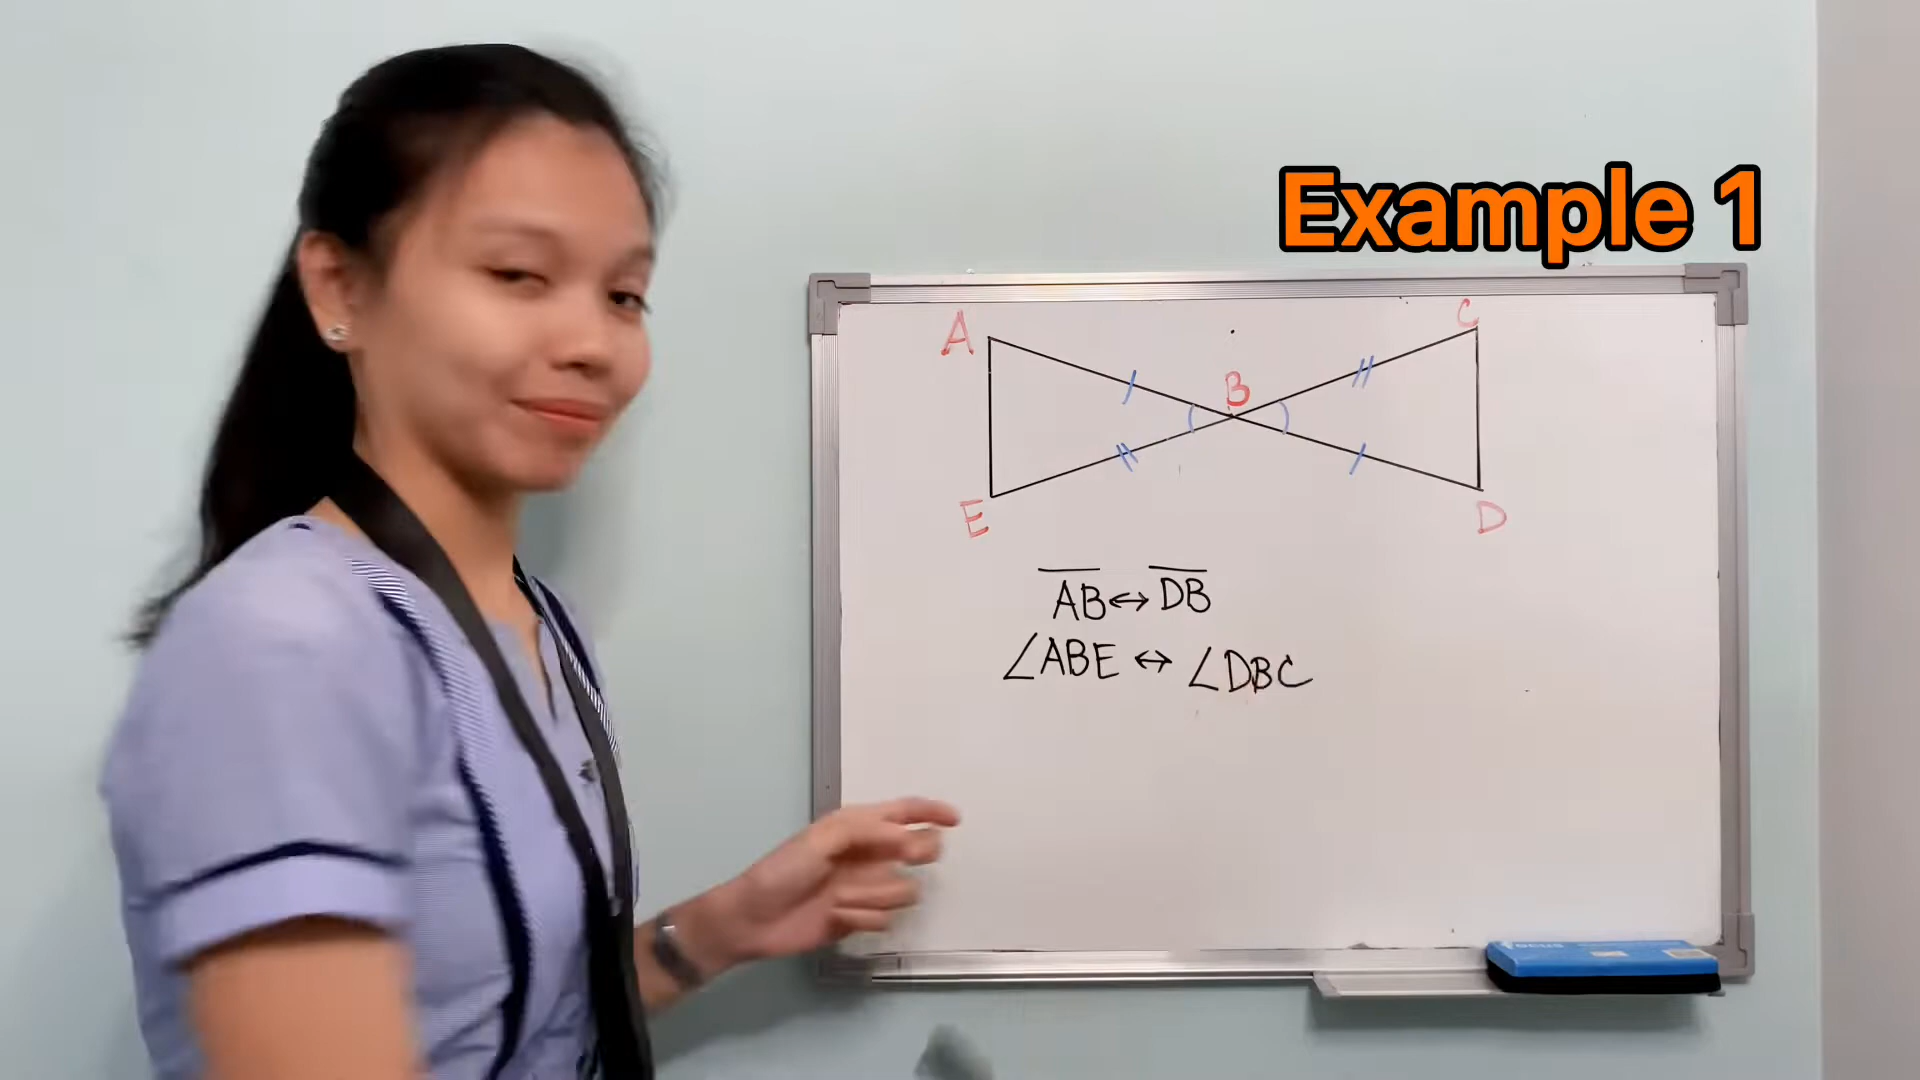 Example 1
A
C
B
E
D
AB ↔ DB
∠ABE ↔ ∠DBC